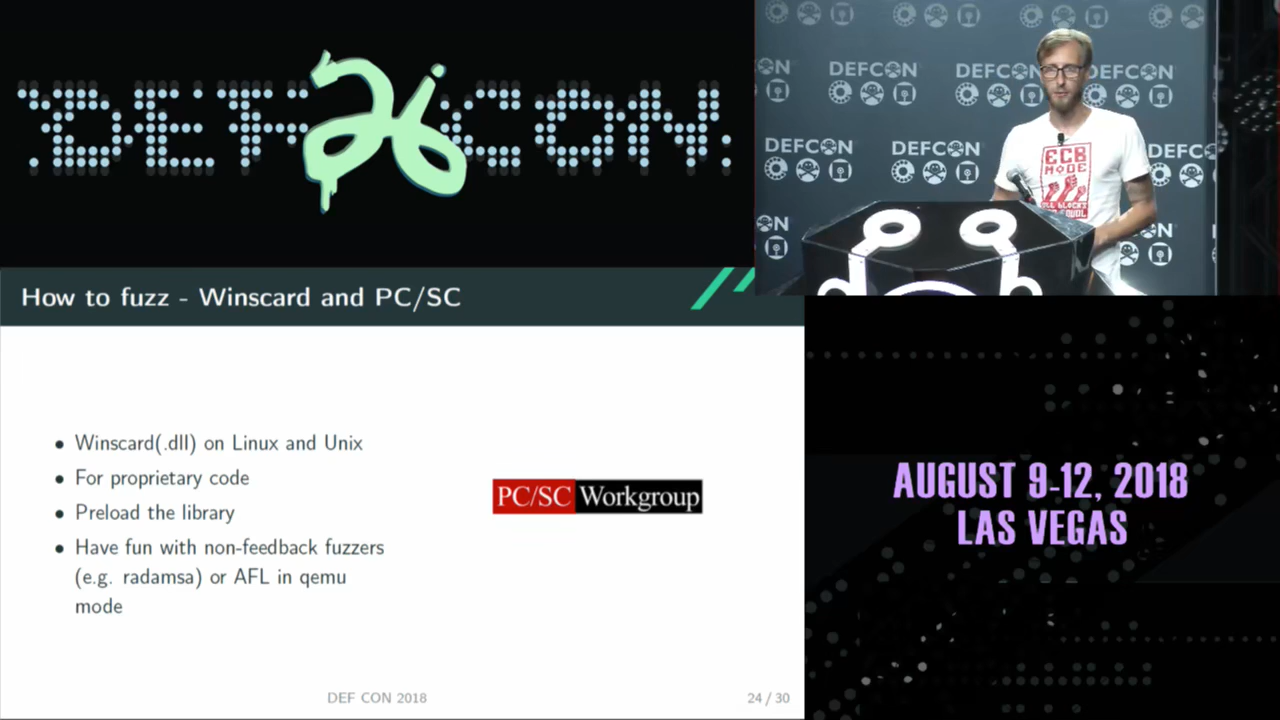 DEF CON
26
How to fuzz - Winscard and PC/SC
Winscard(.dll) on Linux and Unix
For proprietary code
Preload the library
Have fun with non-feedback fuzzers
(e.g. radamsa) or AFL in qemu
mode
PC/SC Workgroup
DEF CON 2018
24 / 30
DEFCON DEFCON DEFCON
DEFCON DEFCON DEFCON
ECB
MODE
AUGUST 9-12, 2018
LAS VEGAS